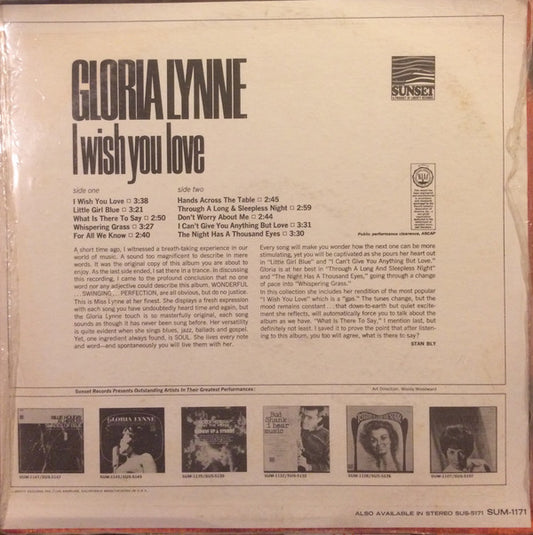 GLORIA LYNNE
I wish you love
SUNSET
side one
I Wish You Love □ 3:38
Little Girl Blue □ 3:21
What Is There To Say □ 2:50
Whispering Grass □ 3:27
For All We Know □ 2:40
side two
Hands Across The Table □ 2:45
Through A Long & Sleepless Night □ 2:59
Don't Worry About Me □ 2:44
I Can't Give You Anything But Love □ 3:31
The Night Has A Thousand Eyes □ 3:30
Public performance clearance, ASCAP
A short time ago, I witnessed a breath-taking experience in our
world of music. A sound too magnificent to describe in mere
words. It was the original copy of this album you are about to
enjoy. As the last side ended, I sat there in a trance. In discussing
this recording, I came to the profound conclusion that no one
word nor any adjective could describe this album, WONDERFUL
. . . SWINGING, . . . PERFECTION, are all obvious, but do no justice.
This is Miss Lynne at her finest. She displays a fresh expression
with each song you have undoubtedly heard time and again, but
the Gloria Lynne touch is so masterfully original, each song
sounds as though it has never been sung before. Her versatility
is quite evident when she sings blues, jazz, ballads and gospel.
Yet, one ingredient always found, is SOUL. She lives every note
and word—and spontaneously you will live them with her.
Every song will make you wonder how the next one can be more
stimulating, yet you will be captivated as she pours her heart out
in "Little Girl Blue" and "I Can't Give You Anything But Love."
Gloria is at her best in "Through A Long And Sleepless Night"
and "The Night Has A Thousand Eyes," going through a change
of pace into "Whispering Grass."
In this collection she includes her rendition of the most popular
"I Wish You Love" which is a "gas." The tunes change, but the
mood remains constant . . . that down-to-earth but quiet excite-
ment she reflects, will automatically force you to talk about the
album as we have. "What Is There To Say," I mention last, but
definitely not least. I saved it to prove the point that after listen-
ing to this album, you too will agree, what is there to say?
STAN BLY
Sunset Records Presents Outstanding Artists In Their Greatest Performances:
Art Direction: Woody Woodward
BILLIE HOLIDAY
GLORIA LYNNE
Bud
Shank
i hear
music
ALSO AVAILABLE IN STEREO SUS-5171 SUM-1171